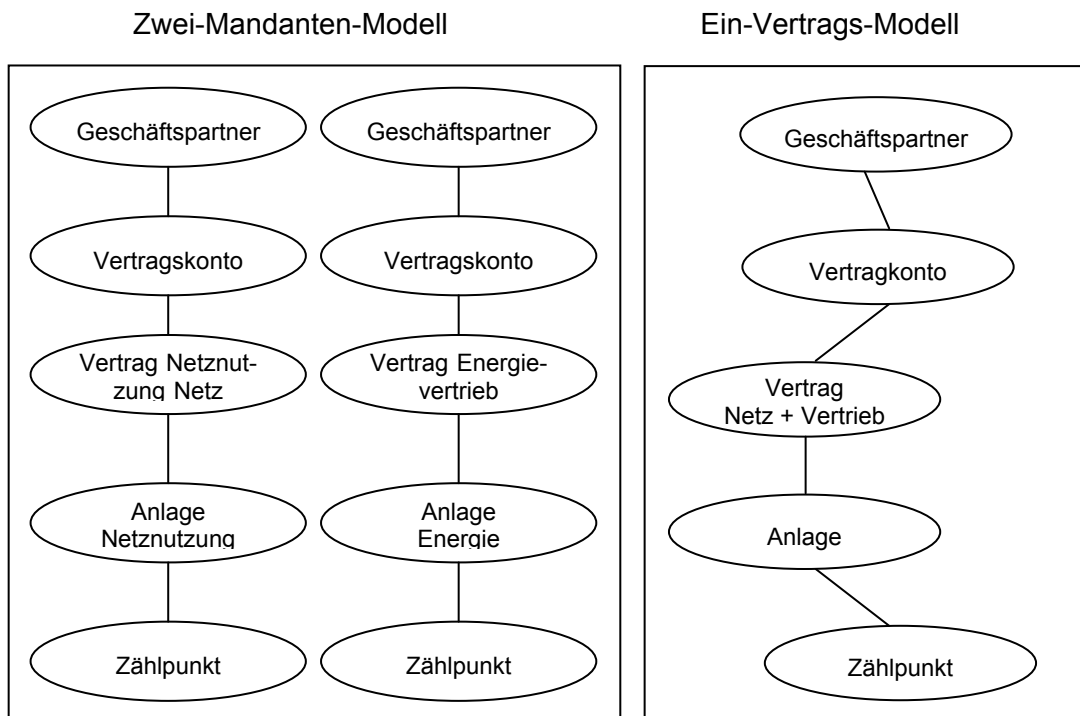 Zwei-Mandanten-Modell
Geschäftspartner
Vertragskonto
Vertrag Netznut-
zung Netz
Anlage
Netznutzung
Zählpunkt
Geschäftspartner
Vertragskonto
Vertrag Energie-
vertrieb
Anlage
Energie
Zählpunkt
Ein-Vertrags-Modell
Geschäftspartner
Vertragkonto
Vertrag
Netz + Vertrieb
Anlage
Zählpunkt